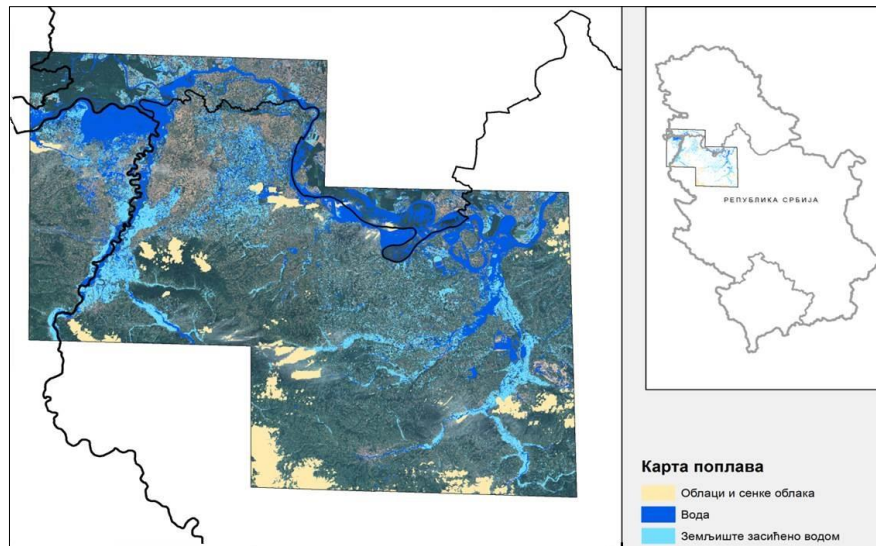 РЕПУБЛИКА СРБИЈА
Карта поплава
Облаци и сенке облака
Вода
Земљиште засићено водом